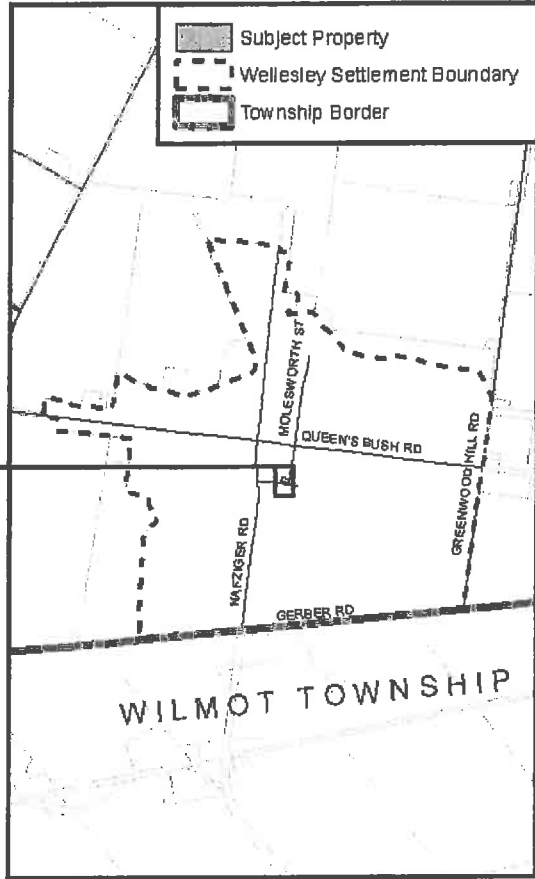 Subject Property
Wellesley Settlement Boundary
Township Border
MOLESWORTH ST
QUEEN'S BUSH RD
GREENWOOD HILL RD
NAFZIGER RD
GERBER RD
WILMOT TOWNSHIP